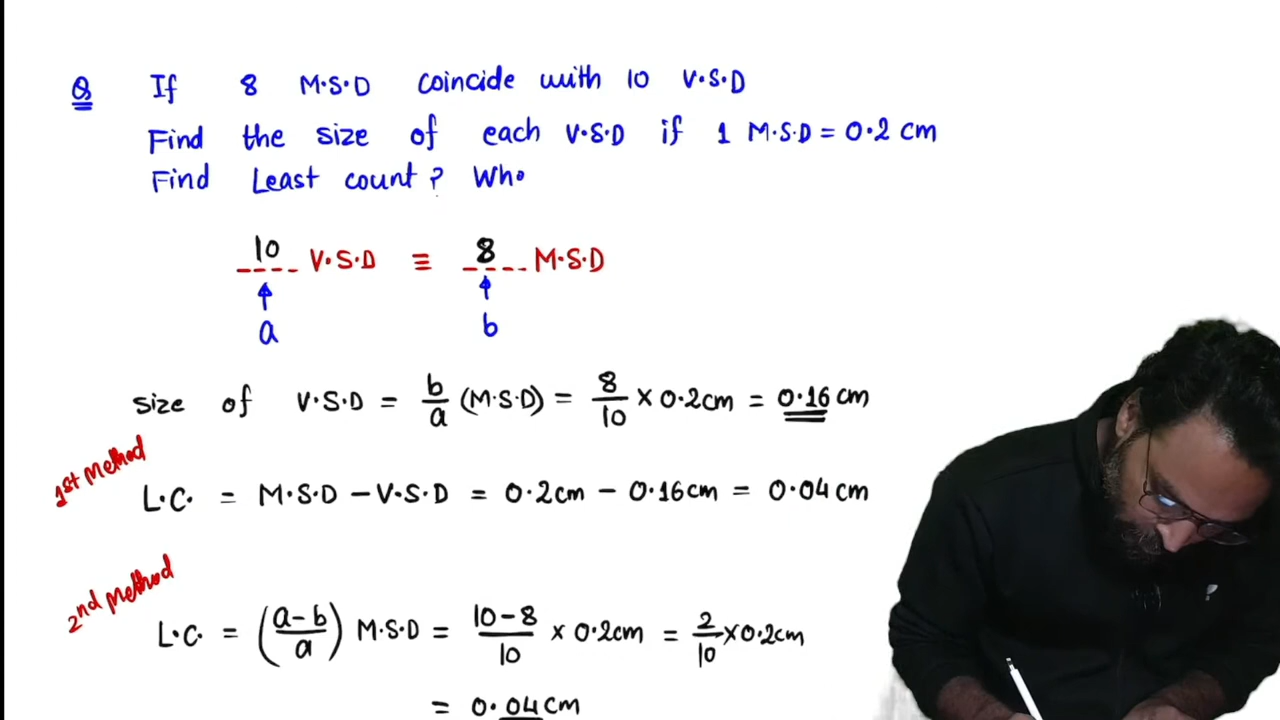 Q If 8 M.S.D coincide with 10 V.S.D
Find the size of each V.S.D if 1 M.S.D = 0.2 cm
Find Least count? Who
10 V.S.D ≡ 8 M.S.D
a b
size of V.S.D = b/a (M.S.D) = 8/10 × 0.2cm = 0.16 cm
1st Method
L.C. = M.S.D - V.S.D = 0.2cm - 0.16cm = 0.04 cm
2nd Method
L.C. = (a-b/a) M.S.D = 10-8/10 × 0.2cm = 2/10 × 0.2cm
= 0.04 cm